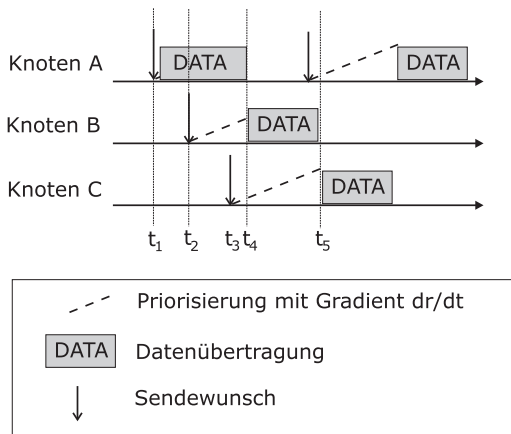 Knoten A DATA DATA
Knoten B DATA
Knoten C DATA
t1 t2 t3 t4 t5
Priorisierung mit Gradient dr/dt
DATA Datenübertragung
Sendewunsch